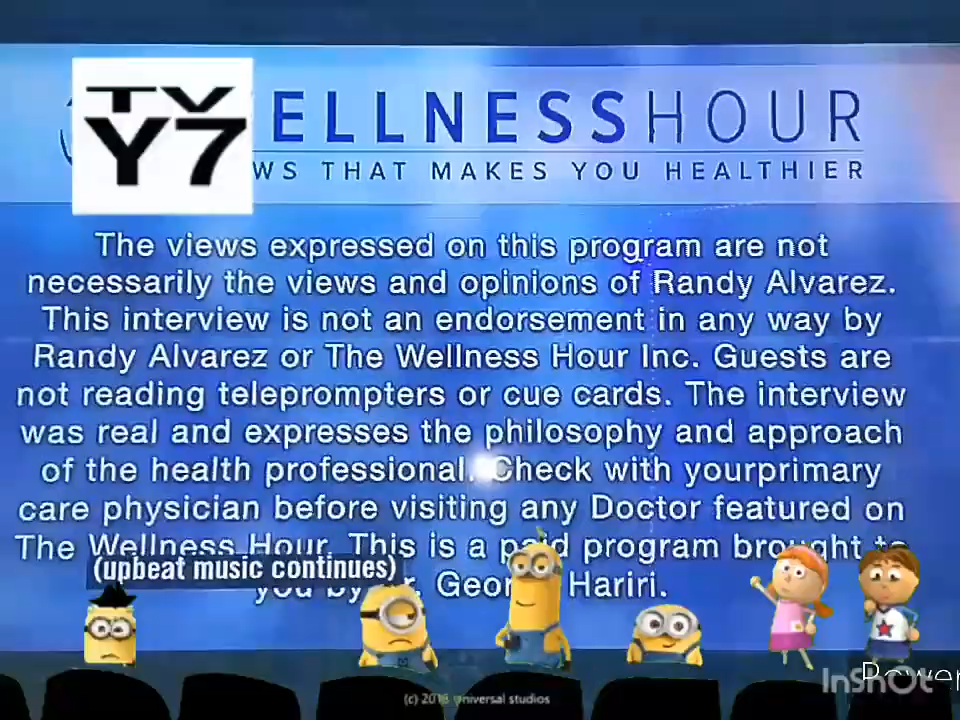 TV
Y7
ELLNESSHOUR
WS THAT MAKES YOU HEALTHIER
The views expressed on this program are not
necessarily the views and opinions of Randy Alvarez.
This interview is not an endorsement in any way by
Randy Alvarez or The Wellness Hour Inc. Guests are
not reading teleprompters or cue cards. The interview
was real and expresses the philosophy and approach
of the health professional. Check with yourprimary
care physician before visiting any Doctor featured on
The Wellness Hour. This is a paid program brought to
(upbeat music continues)
you by Hariri.
Power
InShOt
(c) 2016 universal studios